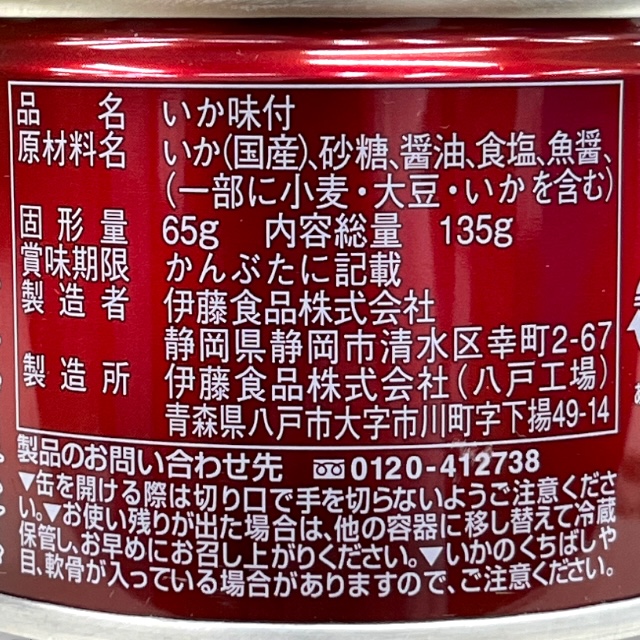 品名 いか味付
原材料名 いか(国産)、砂糖、醤油、食塩、魚醤、
(一部に小麦・大豆・いかを含む)
固形量 65g 内容総量 135g
賞味期限 かんぶたに記載
製造者 伊藤食品株式会社
静岡県静岡市清水区幸町2-67
製造所 伊藤食品株式会社(八戸工場)
青森県八戸市大字市川町字下揚49-14
製品のお問い合わせ先 0120-412738
▼缶を開ける際は切り口で手を切らないようご注意くださ
い。▼お使い残りが出た場合は、他の容器に移し替えて冷蔵
保管し、お早めにお召し上がりください。▼いかのくちばしや
目、軟骨が入っている場合がありますので、ご注意ください。